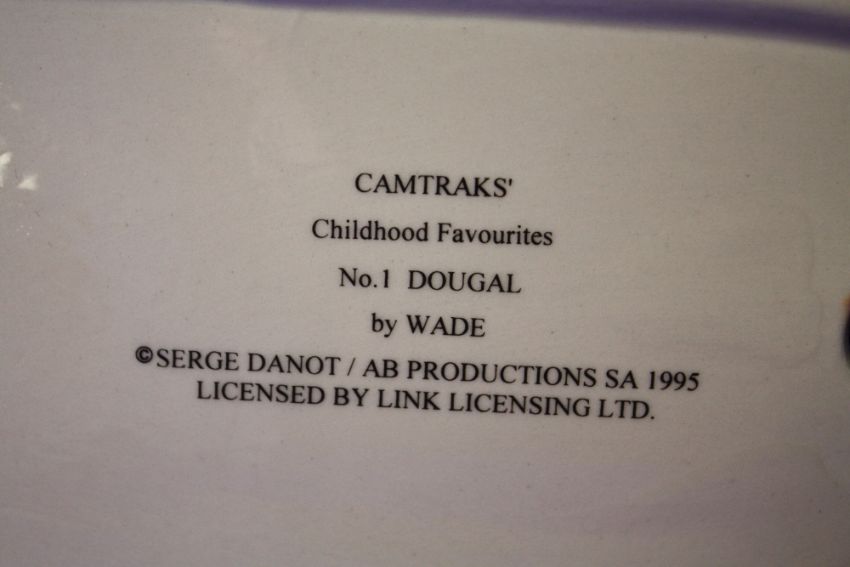 CAMTRAKS'
Childhood Favourites
No.1 DOUGAL
by WADE
©SERGE DANOT / AB PRODUCTIONS SA 1995
LICENSED BY LINK LICENSING LTD.